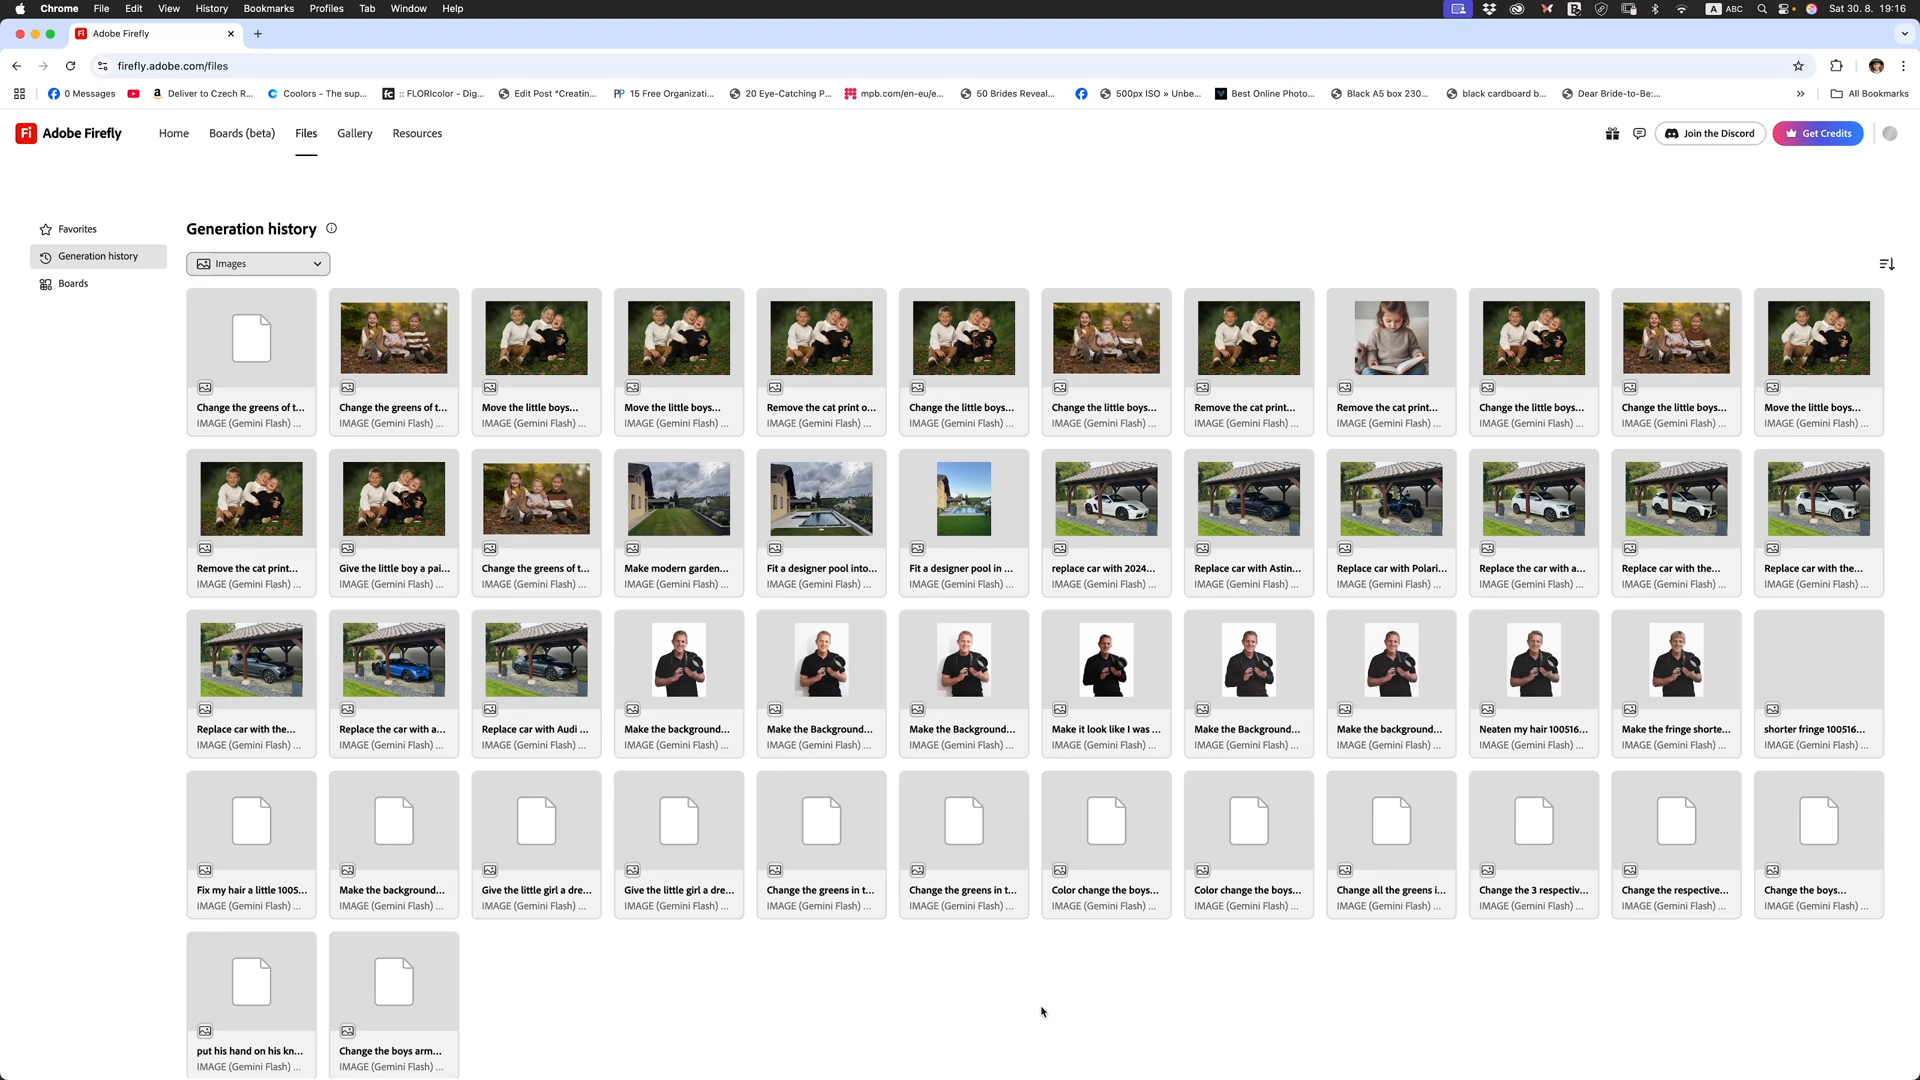 Chrome File Edit View History Bookmarks Profiles Tab Window Help A ABC Sat 30. 8. 19:16
Adobe Firefly
firefly.adobe.com/files
0 Messages Deliver to Czech R... Coolors - The sup... :: FLORIcolor - Dig... Edit Post "Creatin... 15 Free Organizati... 20 Eye-Catching P... mpb.com/en-eu/e... 50 Brides Reveal... 500px ISO » Unbe... Best Online Photo... Black A5 box 230... black cardboard b... Dear Bride-to-Be:... » All Bookmarks
Fi Adobe Firefly Home Boards (beta) Files Gallery Resources Join the Discord Get Credits
Favorites
Generation history
Boards
Generation history
Images
Change the greens of t... Change the greens of t... Move the little boys... Move the little boys... Remove the cat print o... Change the little boys... Change the little boys... Remove the cat print... Remove the cat print... Change the little boys... Change the little boys... Move the little boys...
IMAGE (Gemini Flash) ... IMAGE (Gemini Flash) ... IMAGE (Gemini Flash) ... IMAGE (Gemini Flash) ... IMAGE (Gemini Flash) ... IMAGE (Gemini Flash) ... IMAGE (Gemini Flash) ... IMAGE (Gemini Flash) ... IMAGE (Gemini Flash) ... IMAGE (Gemini Flash) ... IMAGE (Gemini Flash) ... IMAGE (Gemini Flash) ...
Remove the cat print... Give the little boy a pai... Change the greens of t... Make modern garden... Fit a designer pool into... Fit a designer pool in ... replace car with 2024... Replace car with Astin... Replace car with Polari... Replace the car with a... Replace car with the... Replace car with the...
IMAGE (Gemini Flash) ... IMAGE (Gemini Flash) ... IMAGE (Gemini Flash) ... IMAGE (Gemini Flash) ... IMAGE (Gemini Flash) ... IMAGE (Gemini Flash) ... IMAGE (Gemini Flash) ... IMAGE (Gemini Flash) ... IMAGE (Gemini Flash) ... IMAGE (Gemini Flash) ... IMAGE (Gemini Flash) ... IMAGE (Gemini Flash) ...
Replace car with the... Replace the car with a... Replace car with Audi ... Make the background... Make the Background... Make the Background... Make it look like I was ... Make the Background... Make the background... Neaten my hair 100516... Make the fringe shorte... shorter fringe 100516...
IMAGE (Gemini Flash) ... IMAGE (Gemini Flash) ... IMAGE (Gemini Flash) ... IMAGE (Gemini Flash) ... IMAGE (Gemini Flash) ... IMAGE (Gemini Flash) ... IMAGE (Gemini Flash) ... IMAGE (Gemini Flash) ... IMAGE (Gemini Flash) ... IMAGE (Gemini Flash) ... IMAGE (Gemini Flash) ... IMAGE (Gemini Flash) ...
Fix my hair a little 1005... Make the background... Give the little girl a dre... Give the little girl a dre... Change the greens in t... Change the greens in t... Color change the boys... Color change the boys... Change all the greens i... Change the 3 respectiv... Change the respective... Change the boys...
IMAGE (Gemini Flash) ... IMAGE (Gemini Flash) ... IMAGE (Gemini Flash) ... IMAGE (Gemini Flash) ... IMAGE (Gemini Flash) ... IMAGE (Gemini Flash) ... IMAGE (Gemini Flash) ... IMAGE (Gemini Flash) ... IMAGE (Gemini Flash) ... IMAGE (Gemini Flash) ... IMAGE (Gemini Flash) ... IMAGE (Gemini Flash) ...
put his hand on his kn... Change the boys arm...
IMAGE (Gemini Flash) ... IMAGE (Gemini Flash) ...